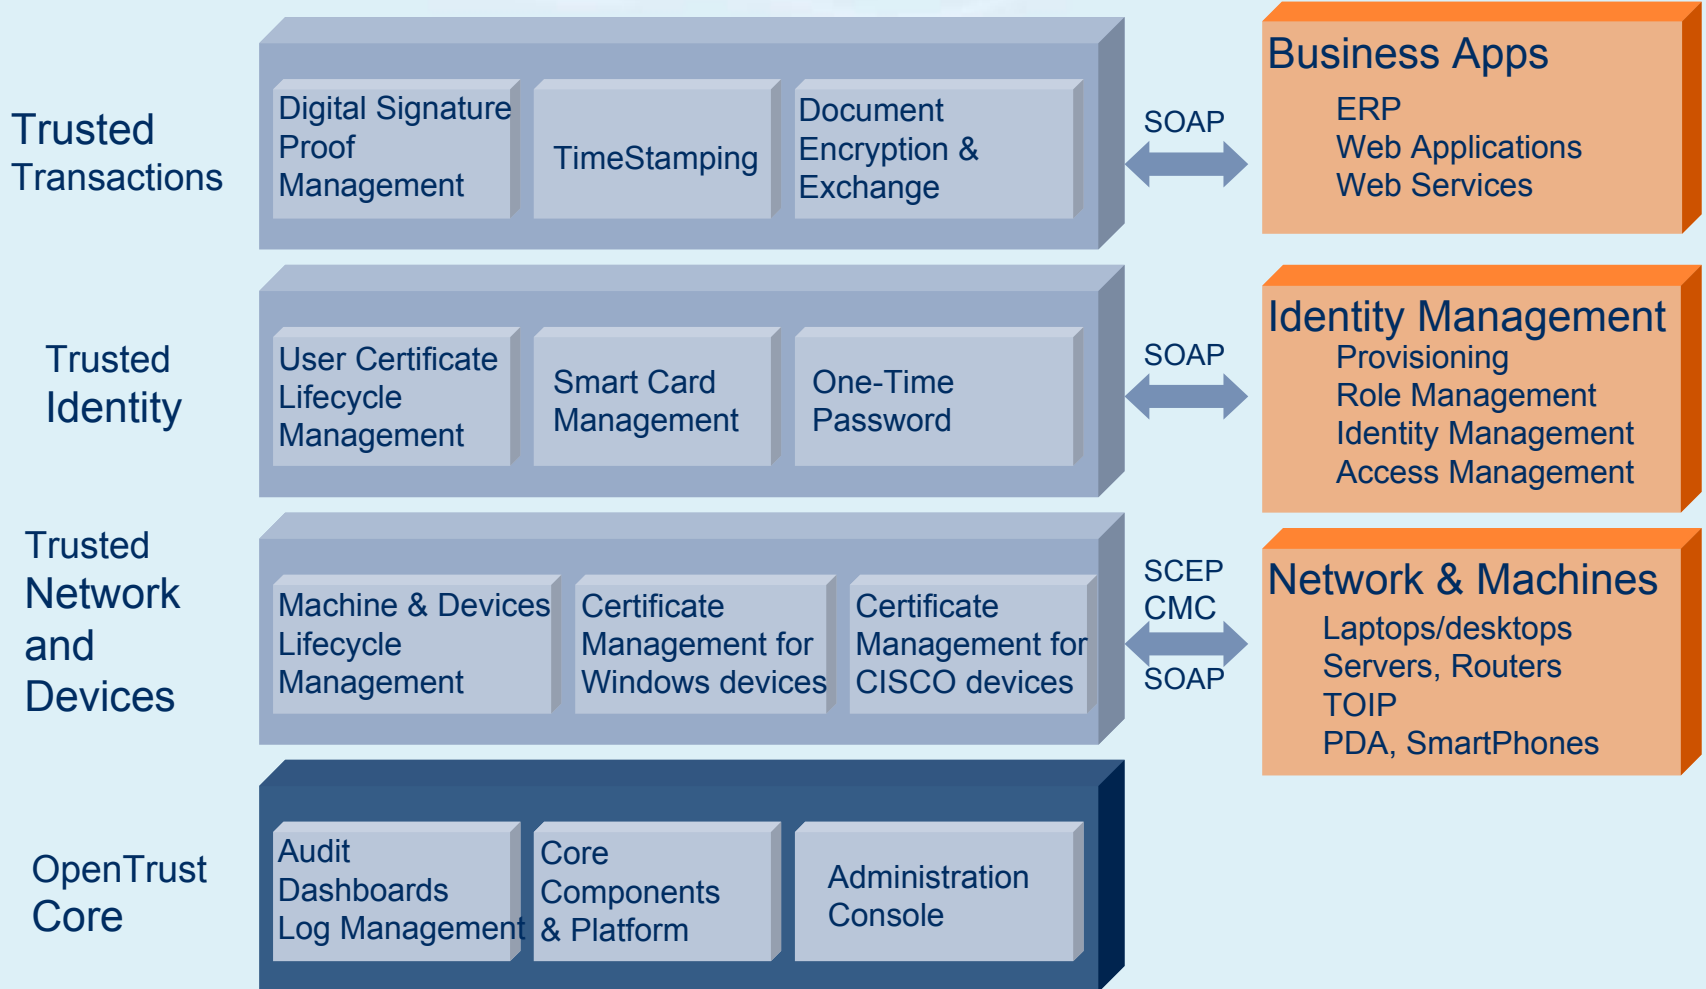 Trusted
Transactions
Digital Signature
Proof
Management
TimeStamping
Document
Encryption &
Exchange
SOAP
Business Apps
ERP
Web Applications
Web Services
Trusted
Identity
User Certificate
Lifecycle
Management
Smart Card
Management
One-Time
Password
SOAP
Identity Management
Provisioning
Role Management
Identity Management
Access Management
Trusted
Network
and
Devices
Machine & Devices
Lifecycle
Management
Certificate
Management for
Windows devices
Certificate
Management for
CISCO devices
SCEP
CMC
SOAP
Network & Machines
Laptops/desktops
Servers, Routers
TOIP
PDA, SmartPhones
OpenTrust
Core
Audit
Dashboards
Log Management
Core
Components
& Platform
Administration
Console